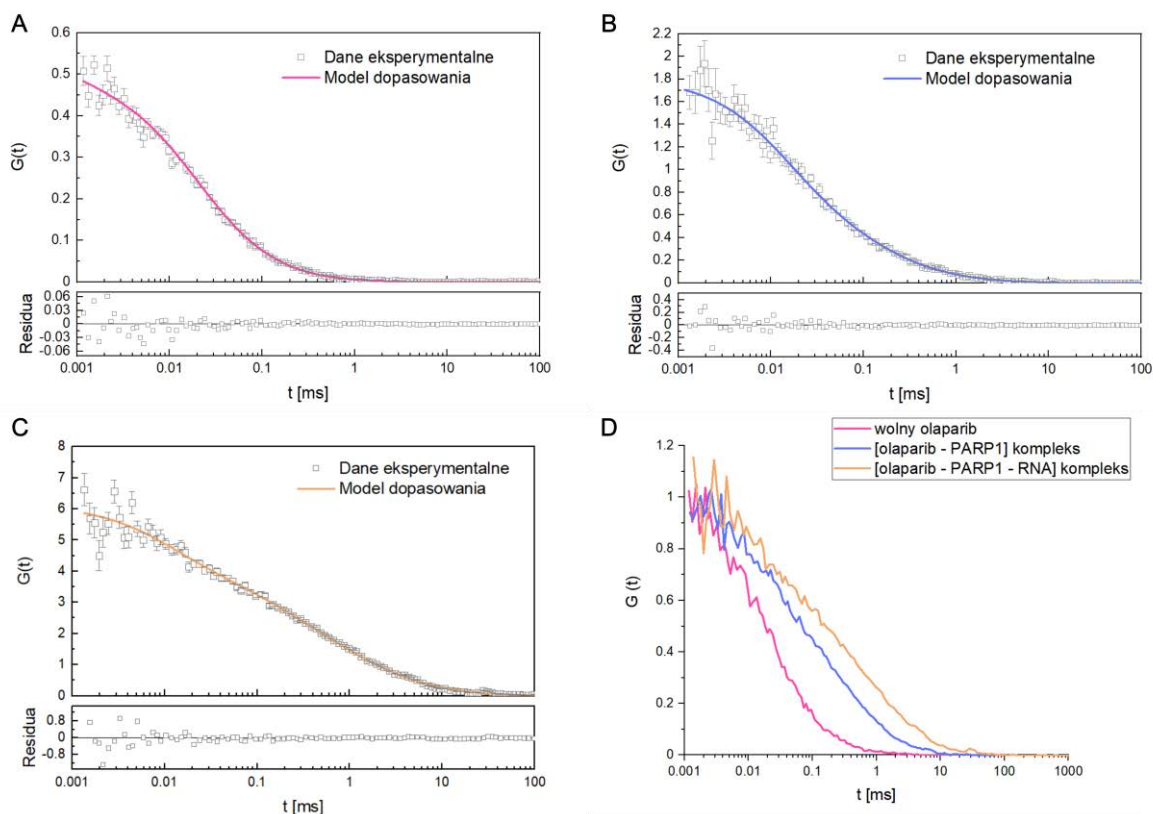 A
0.6
0.5
0.4
0.3
0.2
0.1
0
G(t)
Dane eksperymentalne
Model dopasowania
0.06
0.03
0
-0.03
-0.06
Residua
0.001 0.01 0.1 1 10 100
t [ms]
B
2.2
2
1.8
1.6
1.4
1.2
1
0.8
0.6
0.4
0.2
0
G(t)
Dane eksperymentalne
Model dopasowania
0.4
0.2
0
-0.2
-0.4
Residua
0.001 0.01 0.1 1 10 100
t [ms]
C
8
7
6
5
4
3
2
1
0
G(t)
Dane eksperymentalne
Model dopasowania
0.8
0
-0.8
Residua
0.001 0.01 0.1 1 10 100
t [ms]
D
wolny olaparib
[olaparib - PARP1] kompleks
[olaparib - PARP1 - RNA] kompleks
1.2
1
0.8
0.6
0.4
0.2
0
G (t)
0.001 0.01 0.1 1 10 100 1000
t [ms]